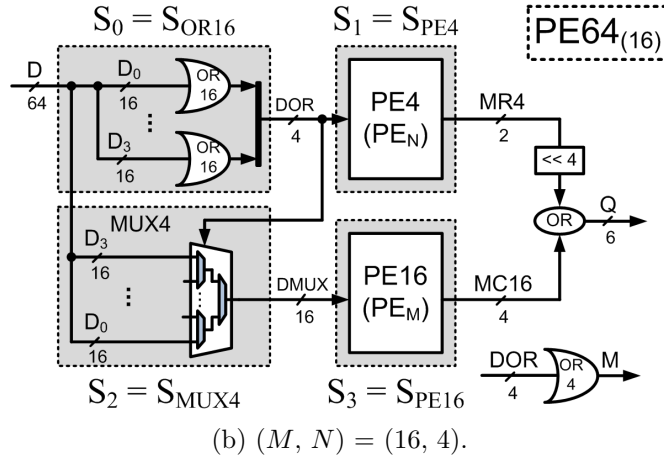 S0 = SOR16
S1 = SPE4
PE64(16)
D
64
D0
16
OR
16
D3
16
OR
16
DOR
4
PE4
(PEN)
MR4
2
<< 4
OR
Q
6
MUX4
D3
16
D0
16
DMUX
16
PE16
(PEM)
MC16
4
DOR
4
OR
4
M
S2 = SMUX4
S3 = SPE16
(b) (M, N) = (16, 4).